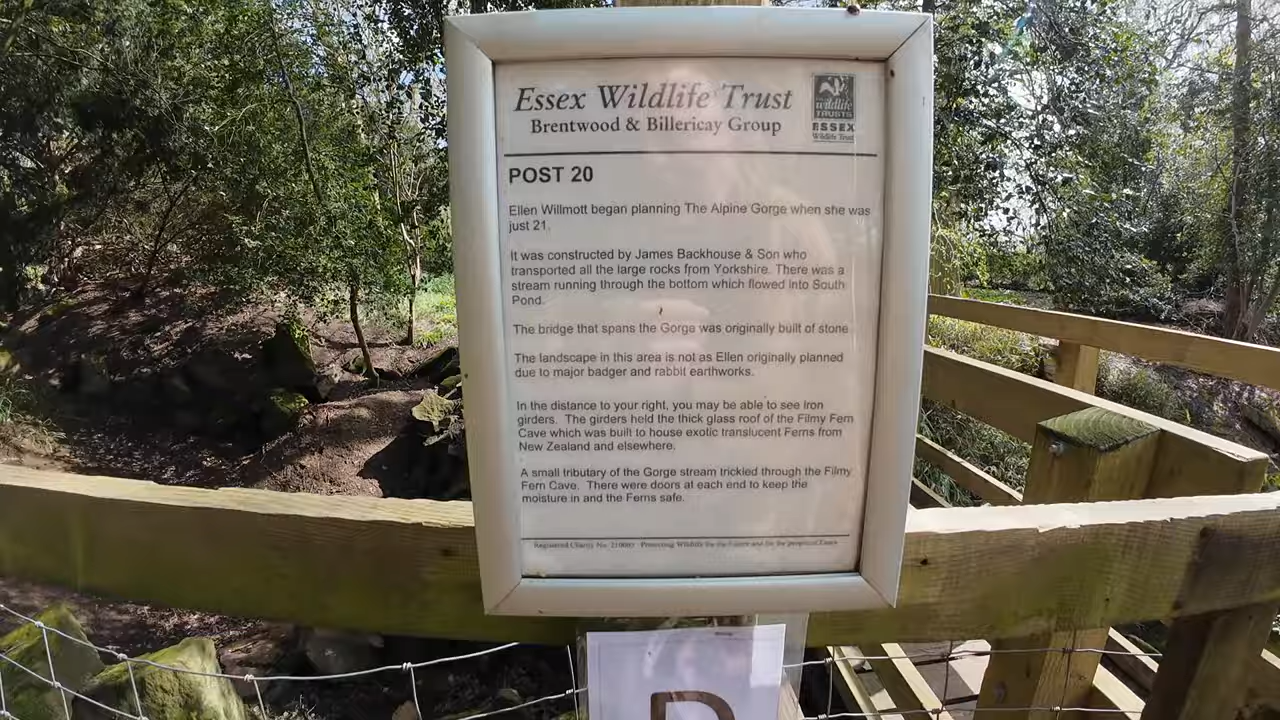 Essex Wildlife Trust
Brentwood & Billericay Group
wildlife
TRUSTS
ESSEX
Wildlife Trust
POST 20
Ellen Willmott began planning The Alpine Gorge when she was
just 21.
It was constructed by James Backhouse & Son who
transported all the large rocks from Yorkshire. There was a
stream running through the bottom which flowed into South
Pond.
The bridge that spans the Gorge was originally built of stone
The landscape in this area is not as Ellen originally planned
due to major badger and rabbit earthworks.
In the distance to your right, you may be able to see Iron
girders. The girders held the thick glass roof of the Filmy Fern
Cave which was built to house exotic translucent Ferns from
New Zealand and elsewhere.
A small tributary of the Gorge stream trickled through the Filmy
Fern Cave. There were doors at each end to keep the
moisture in and the Ferns safe.
Registered Charity No. 210065 Protecting Wildlife for the Future and for the people of Essex